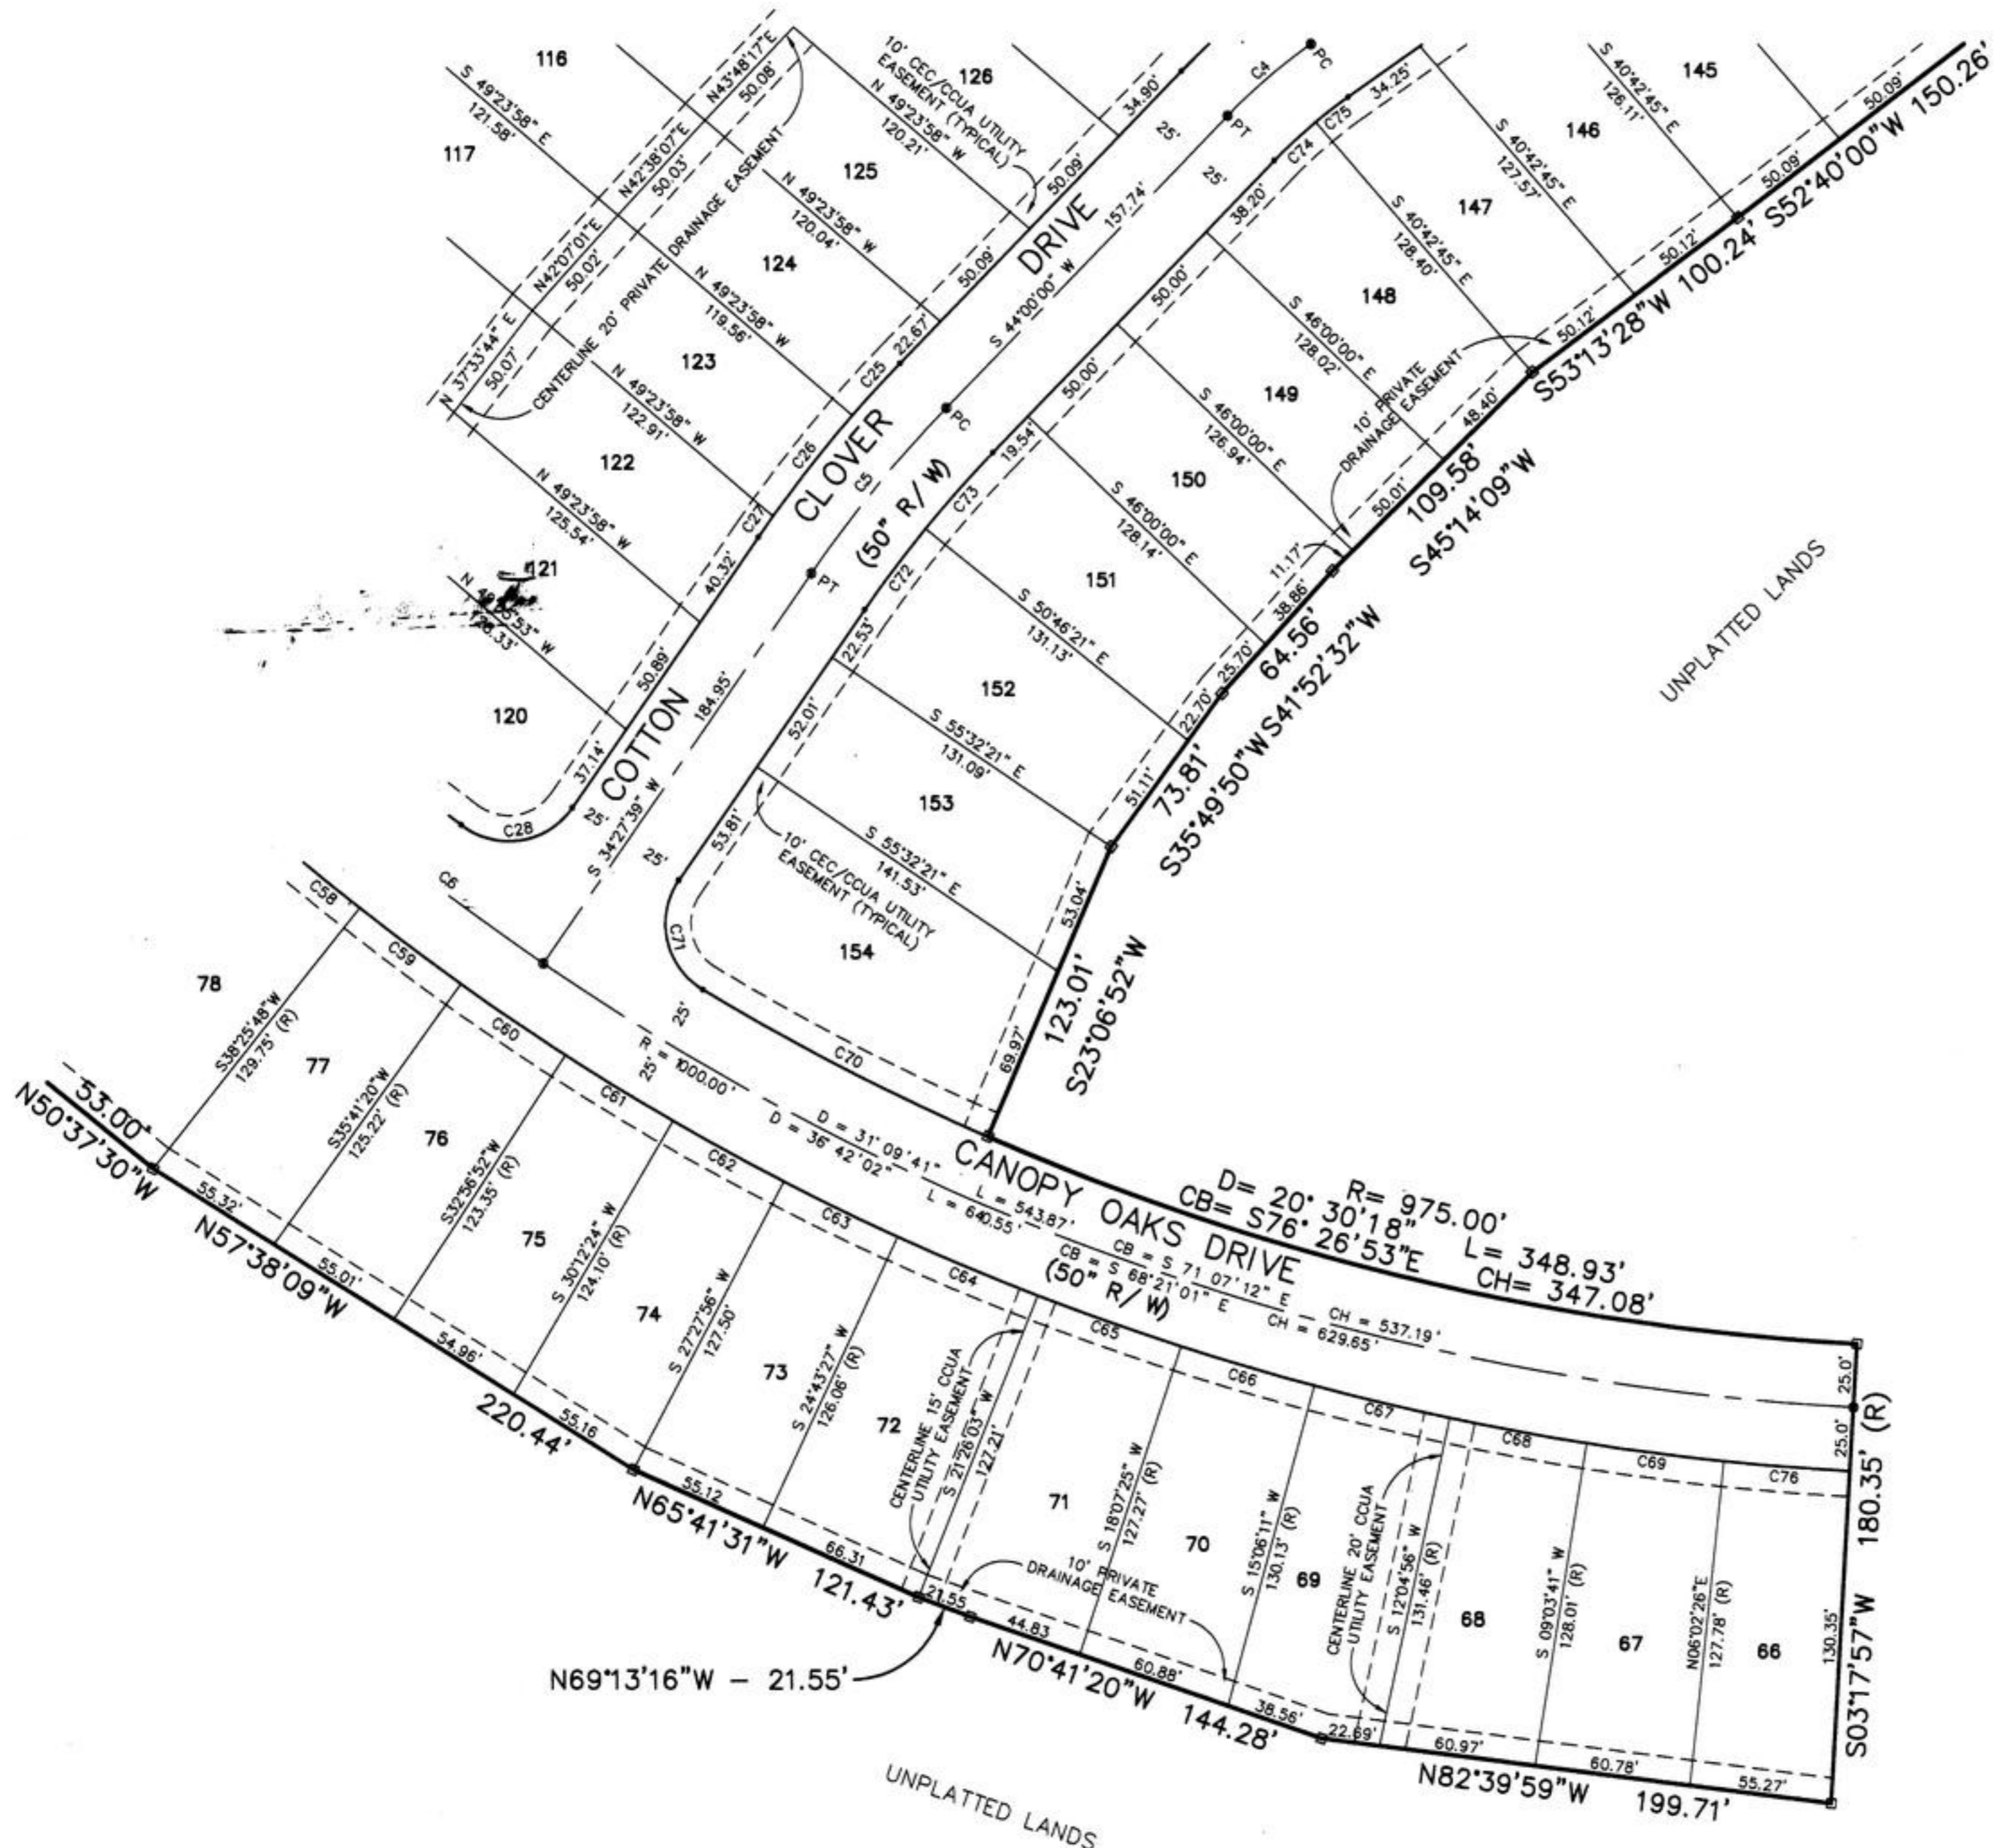 116
S 49°23'58" E
121.58'
117
N43°48'17"E
50.08'
N42°38'07"E
50.03'
N42°07'01"E
50.02'
N 37°33'44" E
50.07'
CENTERLINE 20' PRIVATE DRAINAGE EASEMENT
10' CEC/CCUA UTILITY
EASEMENT (TYPICAL)
126
N 49°23'58" W
120.21'
125
N 49°23'58" W
120.04'
124
N 49°23'58" W
119.56'
123
N 49°23'58" W
122.91'
122
N 49°23'58" W
125.54'
121
120
34.90'
50.09'
50.09'
22.67'
C25
C26
C27
40.32'
50.89'
37.14'
C28
COTTON
CLOVER
DRIVE
(50" R/W)
PC
C4
PT
25'
25'
157.74'
S 44°00'00" W
PC
C5
PT
184.95'
S 34°27'39" W
25'
25'
34.25'
C75
C74
38.20'
50.00'
50.00'
19.54'
C73
C72
22.53'
52.01'
53.81'
C71
C70
145
S 40°42'45" E
126.11'
146
S 40°42'45" E
127.57'
147
S 40°42'45" E
128.40'
148
S 46°00'00" E
128.02'
149
S 46°00'00" E
126.94'
150
S 46°00'00" E
128.14'
151
S 50°46'21" E
131.13'
152
S 55°32'21" E
131.09'
153
S 55°32'21" E
141.53'
10' CEC/CCUA UTILITY
EASEMENT (TYPICAL)
154
10' PRIVATE
DRAINAGE EASEMENT
50.09'
50.09'
S52°40'00"W 150.26'
50.12'
50.12'
S53°13'28"W 100.24'
48.40'
50.01'
11.17'
109.58'
S45°14'09"W
38.86'
25.70'
64.56'
S41°52'32"W
22.70'
51.11'
73.81'
S35°49'50"W
53.04'
69.97'
123.01'
S23°06'52"W
UNPLATTED LANDS
C6
C58
C59
C60
C61
C62
C63
C64
C65
C66
C67
C68
C69
C76
25'
25'
R = 1000.00'
D = 31°09'41"
L = 543.87'
CB = S 71°07'12" E
CH = 537.19'
D = 36°42'02"
L = 640.55'
CB = S 68°21'01" E
CH = 629.65'
CANOPY OAKS DRIVE
(50" R/W)
R= 975.00'
D= 20°30'18"
L= 348.93'
CB= S76°26'53"E
CH= 347.08'
78
S38°25'48"W
129.75' (R)
77
S35°41'20"W
125.22' (R)
76
S32°56'52"W
123.35' (R)
75
S 30°12'24" W
124.10' (R)
74
S 27°27'56" W
127.50'
73
S 24°43'27" W
126.06' (R)
72
CENTERLINE 15' CCUA
UTILITY EASEMENT
S 21°26'03" W
127.21'
71
S 18°07'25" W
127.27' (R)
70
S 15°06'11" W
130.13' (R)
69
CENTERLINE 20' CCUA
UTILITY EASEMENT
S 12°04'56" W
131.46' (R)
68
S 09°03'41" W
128.01' (R)
67
N06°02'26"E
127.78' (R)
66
130.35'
25.0'
25.0'
S03°17'57"W 180.35' (R)
10' PRIVATE
DRAINAGE EASEMENT
53.00'
N50°37'30"W
55.32'
55.01'
54.96'
55.16
N57°38'09"W 220.44'
55.12
66.31
N65°41'31"W 121.43'
21.55
N69°13'16"W – 21.55'
44.83
60.88'
38.56'
N70°41'20"W 144.28'
22.69'
60.97'
60.78'
55.27'
N82°39'59"W 199.71'
UNPLATTED LANDS